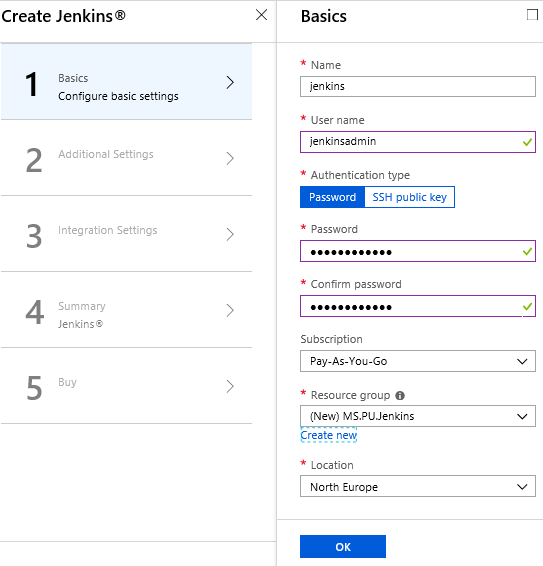 Create Jenkins®
1
Basics
Configure basic settings
2
Additional Settings
3
Integration Settings
4
Summary
Jenkins®
5
Buy
Basics
* Name
jenkins
* User name
jenkinsadmin
* Authentication type
Password SSH public key
* Password
••••••••••••
* Confirm password
••••••••••••
Subscription
Pay-As-You-Go
* Resource group
(New) MS.PU.Jenkins
Create new
* Location
North Europe
OK